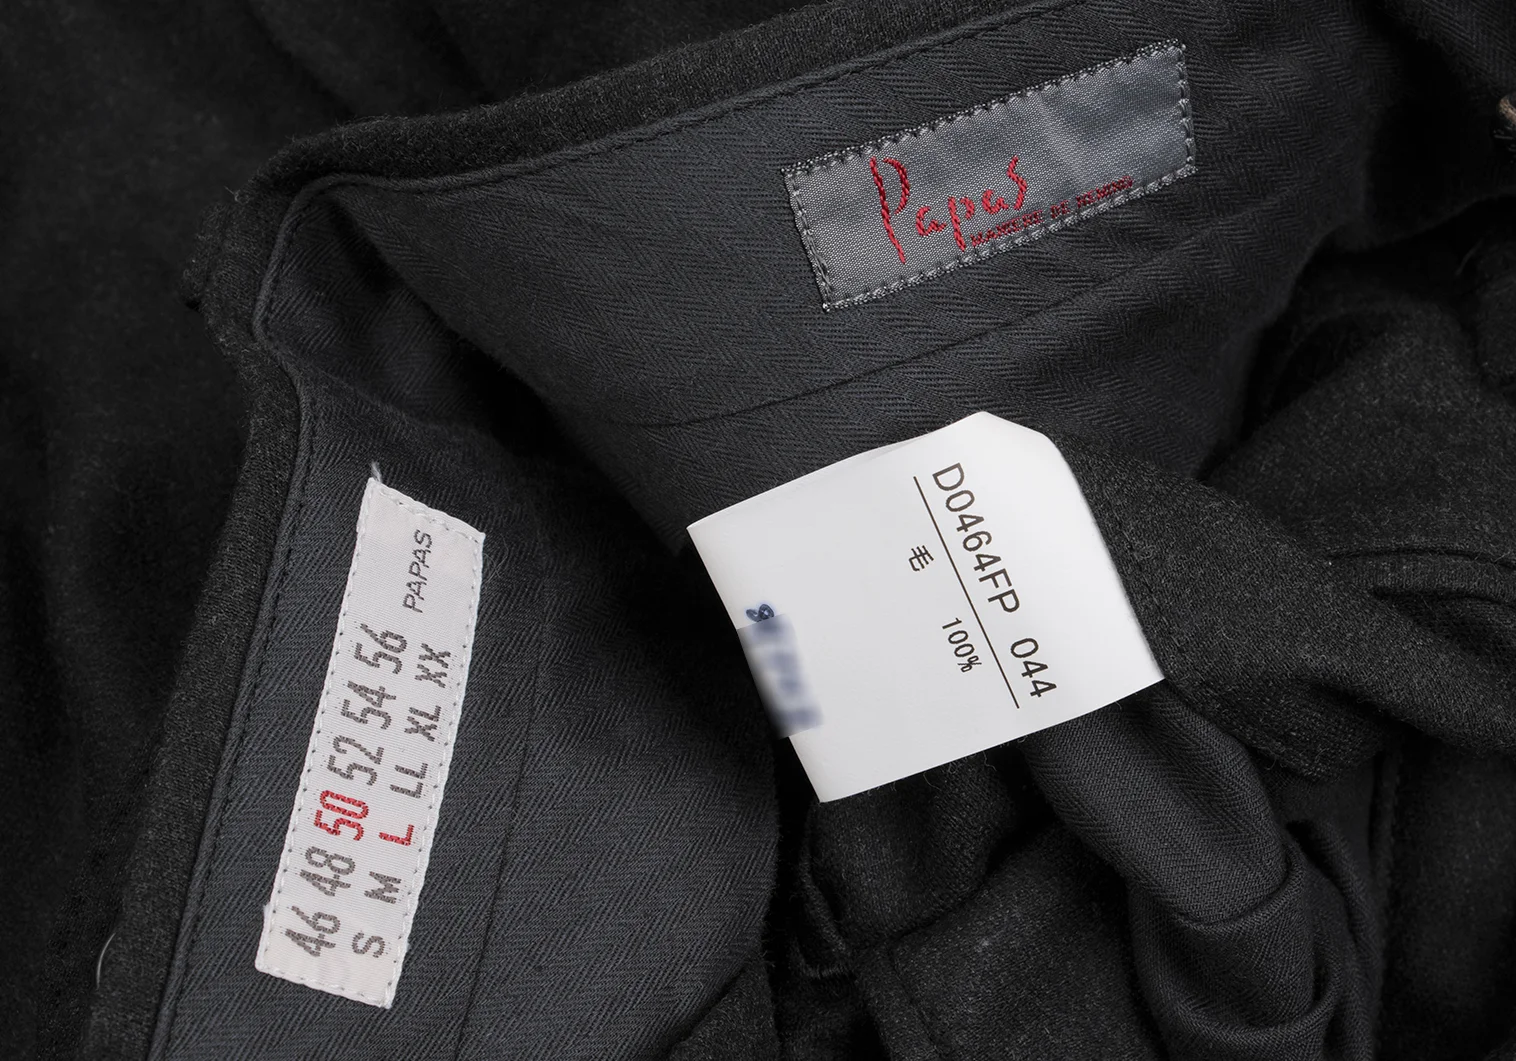 Papas
PAPAS
46 48 50 52 54 56
S M L LL XL XX
D0464FP 044
毛 100%